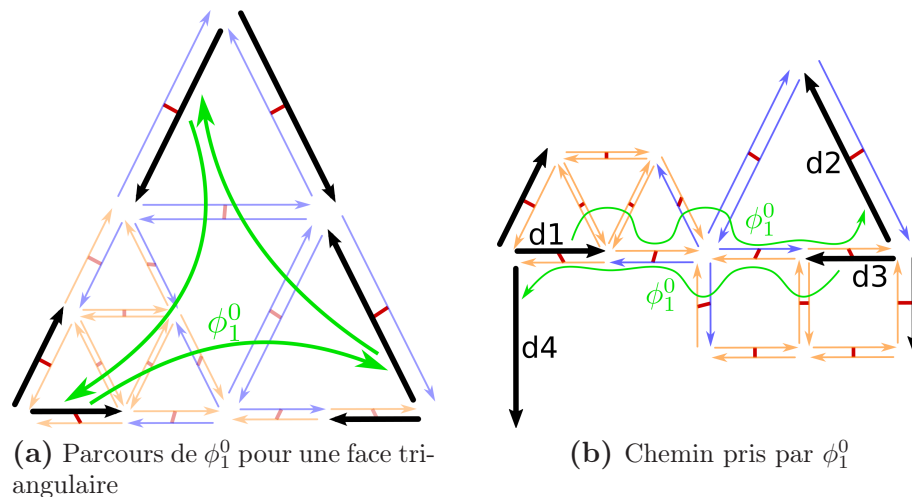 d2
d1
ϕ₁⁰
ϕ₁⁰
d3
ϕ₁⁰
d4
(a) Parcours de ϕ₁⁰ pour une face tri-
angulaire
(b) Chemin pris par ϕ₁⁰